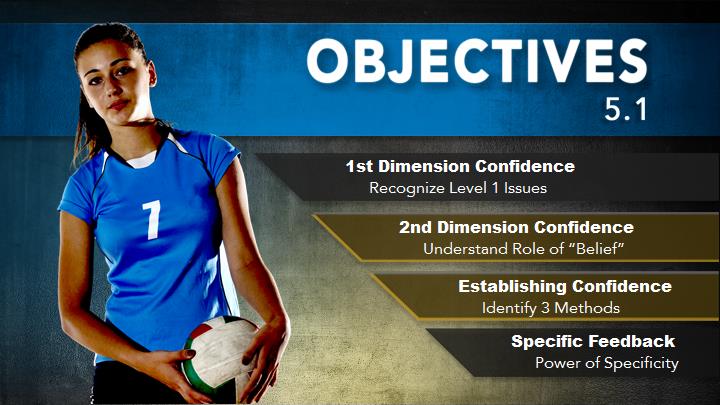 OBJECTIVES
5.1
1st Dimension Confidence
Recognize Level 1 Issues
2nd Dimension Confidence
Understand Role of “Belief”
Establishing Confidence
Identify 3 Methods
Specific Feedback
Power of Specificity
7